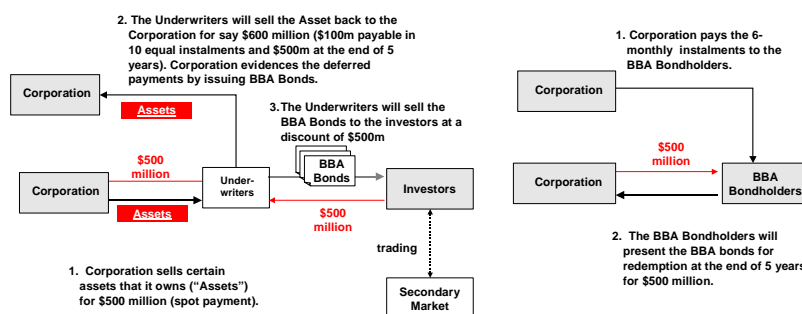 2. The Underwriters will sell the Asset back to the
Corporation for say $600 million ($100m payable in
10 equal instalments and $500m at the end of 5
years). Corporation evidences the deferred
payments by issuing BBA Bonds.
Corporation
Assets
3.The Underwriters will sell the
BBA Bonds to the investors at a
discount of $500m
$500
million
Corporation
Assets
Under-
writers
BBA
Bonds
$500
million
Investors
trading
Secondary
Market
1. Corporation sells certain
assets that it owns (“Assets”)
for $500 million (spot payment).
1. Corporation pays the 6-
monthly instalments to the
BBA Bondholders.
Corporation
$500
million
Corporation
BBA
Bondholders
2. The BBA Bondholders will
present the BBA bonds for
redemption at the end of 5 years
for $500 million.